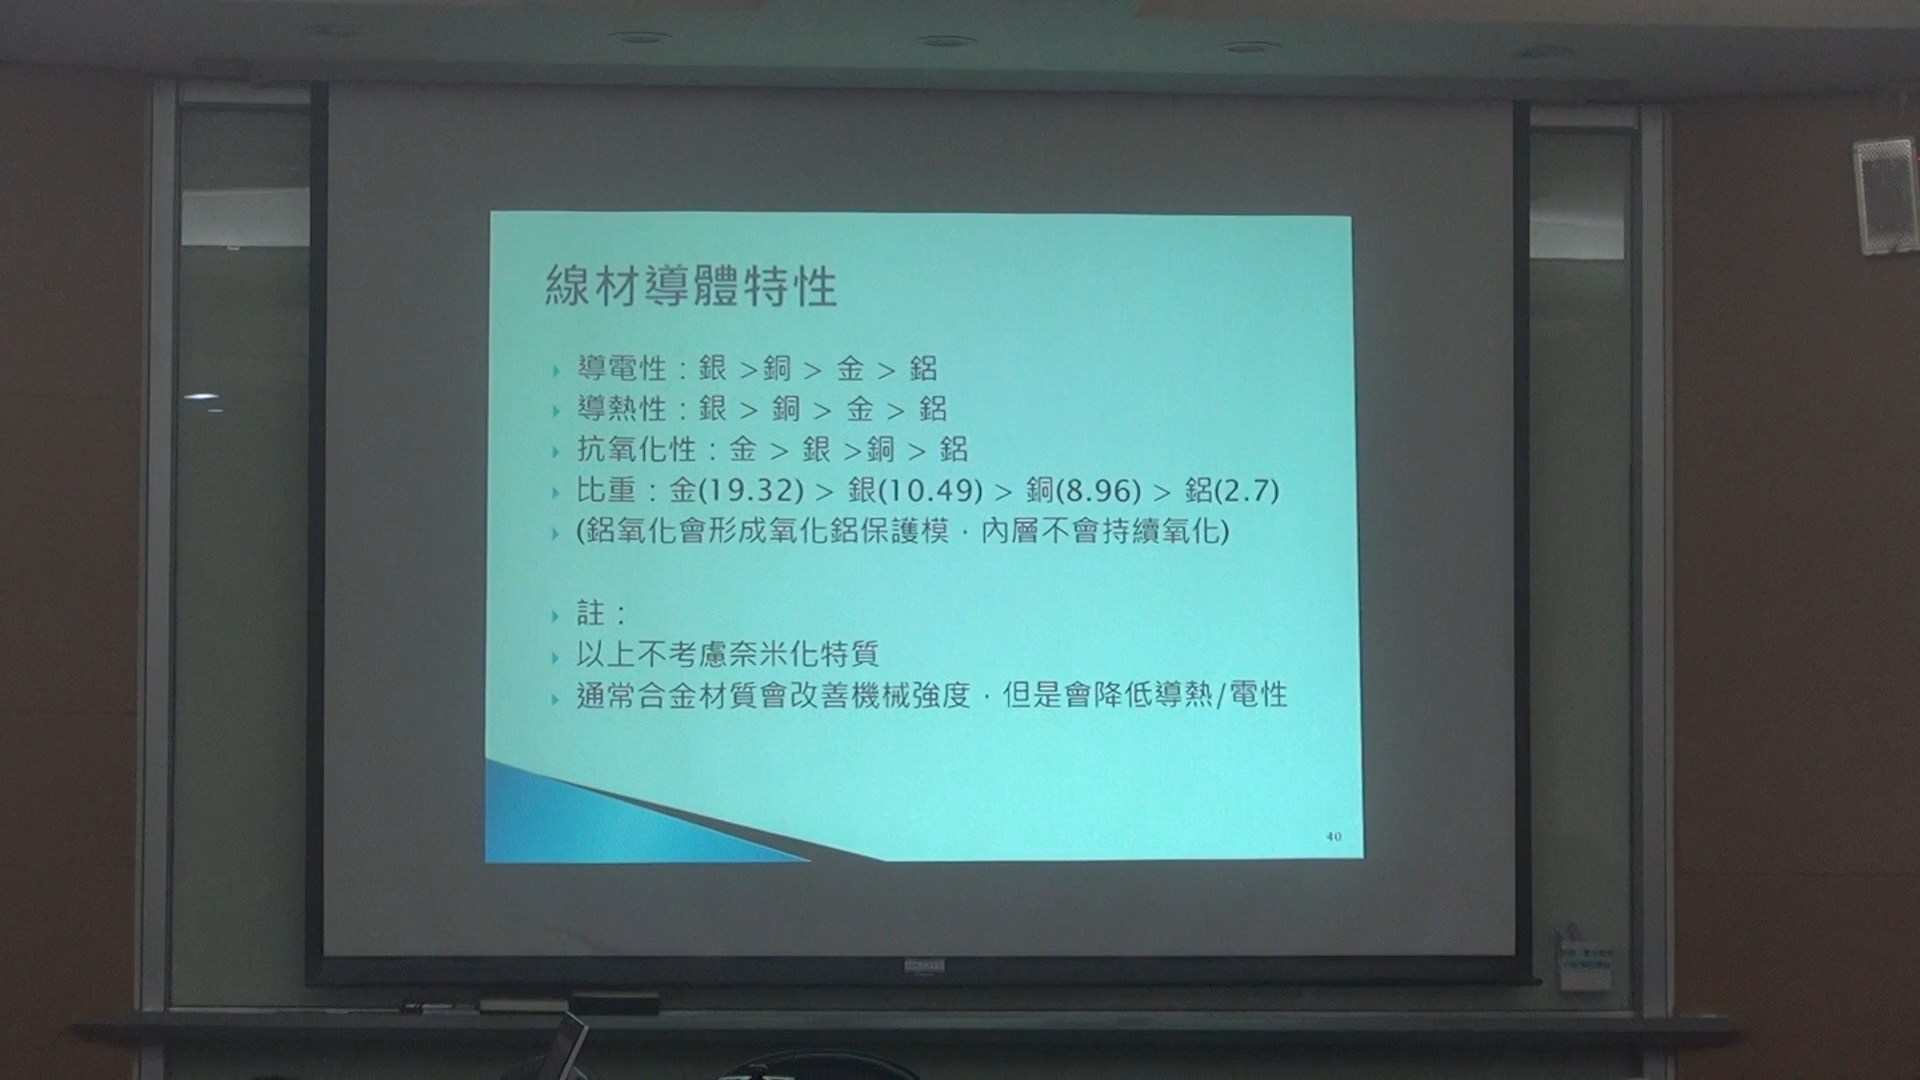 線材導體特性
導電性：銀 >銅 > 金 > 鋁
導熱性：銀 > 銅 > 金 > 鋁
抗氧化性：金 > 銀 >銅 > 鋁
比重：金(19.32) > 銀(10.49) > 銅(8.96) > 鋁(2.7)
(鋁氧化會形成氧化鋁保護模，內層不會持續氧化)
註：
以上不考慮奈米化特質
通常合金材質會改善機械強度，但是會降低導熱/電性
40